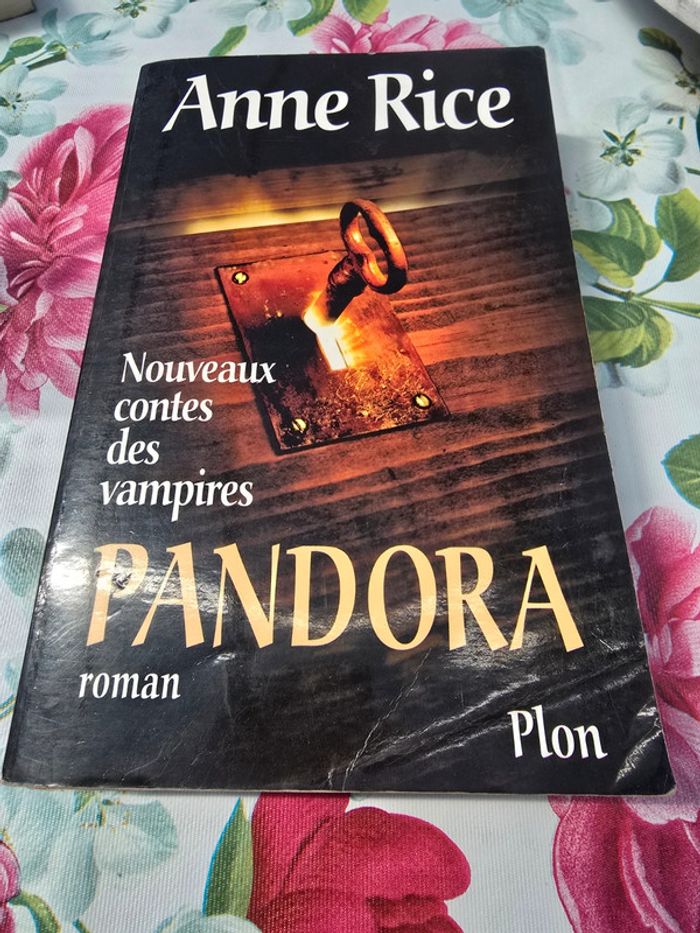 Anne Rice
Nouveaux
contes
des
vampires
PANDORA
roman
Plon